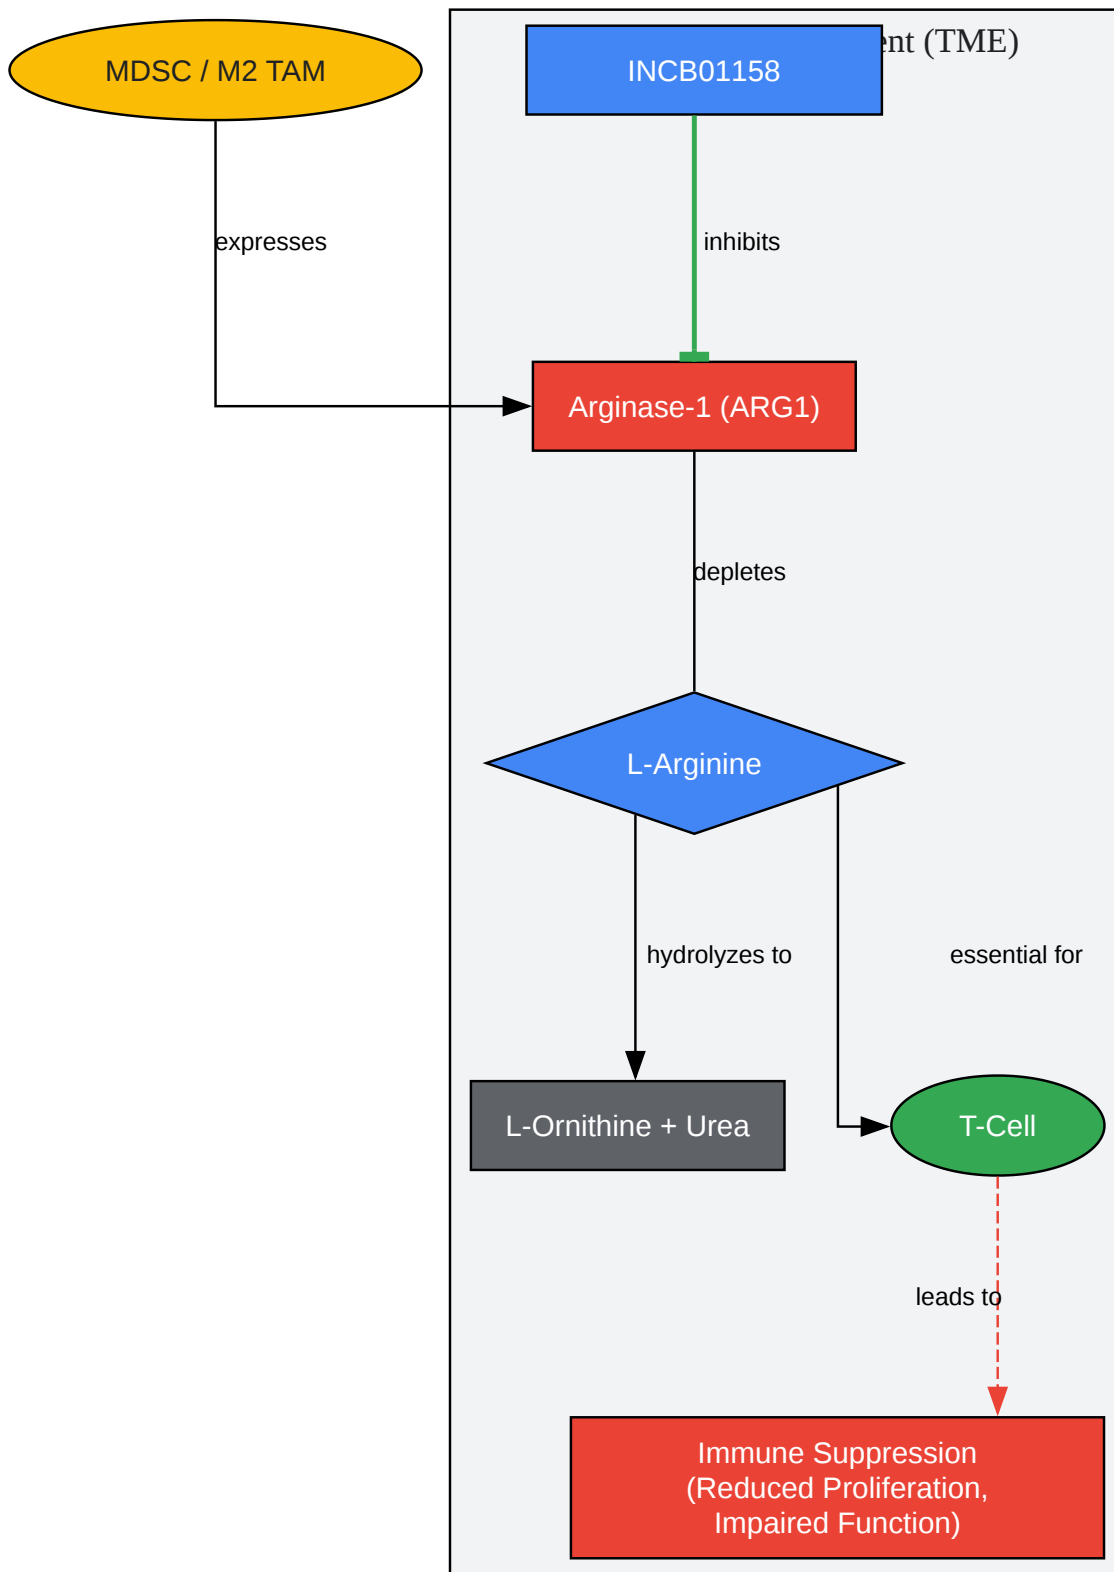 MDSC / M2 TAM
INCB01158
(TME)
expresses
inhibits
Arginase-1 (ARG1)
depletes
L-Arginine
hydrolyzes to
essential for
L-Ornithine + Urea
T-Cell
leads to
Immune Suppression
(Reduced Proliferation,
Impaired Function)